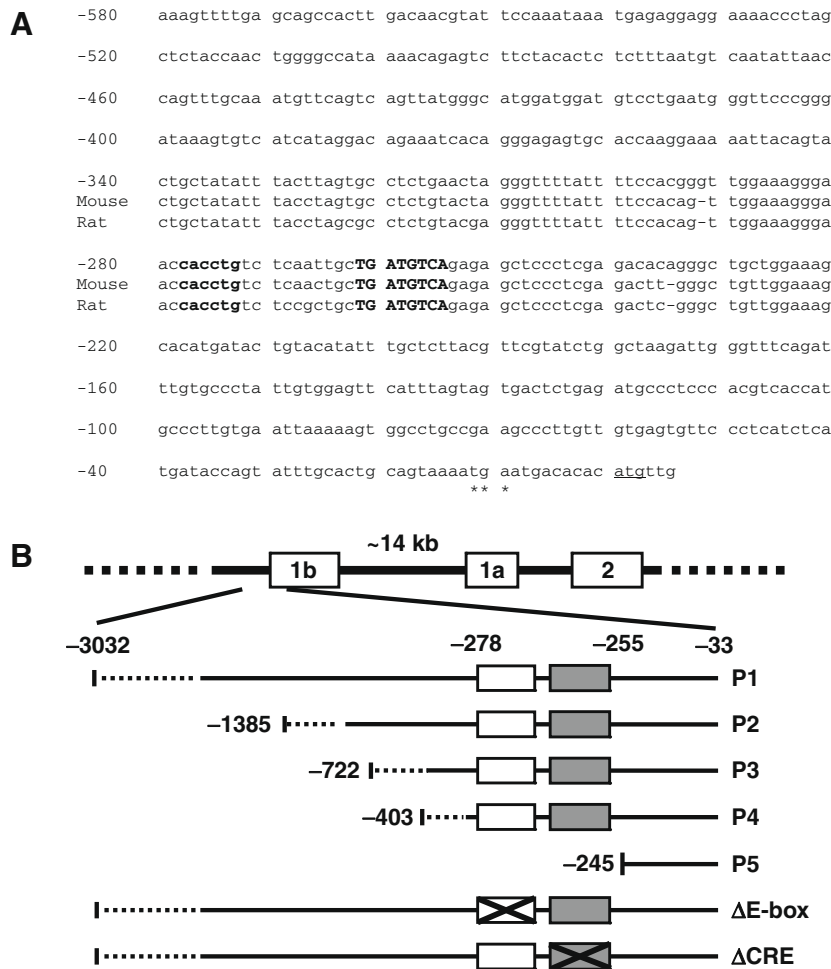 A
-580 aaagttttga gcagccactt gacaacgtat tccaaataaa tgagaggagg aaaaccctag
-520 ctctaccaac tggggccata aaacagagtc ttctacactc tctttaatgt caatattaac
-460 cagtttgcaa atgttcagtc agttatgggc atggatggat gtcctgaatg ggttcccggg
-400 ataaagtgtc atcataggac agaaatcaca gggagagtgc accaaggaaa aattacagta
-340 ctgctatatt tacttagtgc ctctgaacta gggttttatt ttccacgggt tggaaaggga
Mouse ctgctatatt tacctagtgc ctctgtacta gggttttatt ttccacag-t tggaaaggga
Rat ctgctatatt tacctagcgc ctctgtacga gggttttatt ttccacag-t tggaaaggga
-280 accacctgtc tcaattgcTG ATGTCAgaga gctccctcga gacacagggc tgctggaaag
Mouse accacctgtc tcaactgcTG ATGTCAgaga gctccctcga gactt-gggc tgttggaaag
Rat accacctgtc tccgctgcTG ATGTCAgaga gctccctcga gactc-gggc tgttggaaag
-220 cacatgatac tgtacatatt tgctcttacg ttcgtatctg gctaagattg ggtttcagat
-160 ttgtgcccta ttgtggagtt catttagtag tgactctgag atgccctccc acgtcaccat
-100 gcccttgtga attaaaaagt ggcctgccga agcccttgtt gtgagtgttc cctcatctca
-40 tgataccagt atttgcactg cagtaaaatg aatgacacac atgttg
** *
B
~14 kb
1b 1a 2
–3032 –278 –255 –33
P1
–1385 P2
–722 P3
–403 P4
–245 P5
ΔE-box
ΔCRE